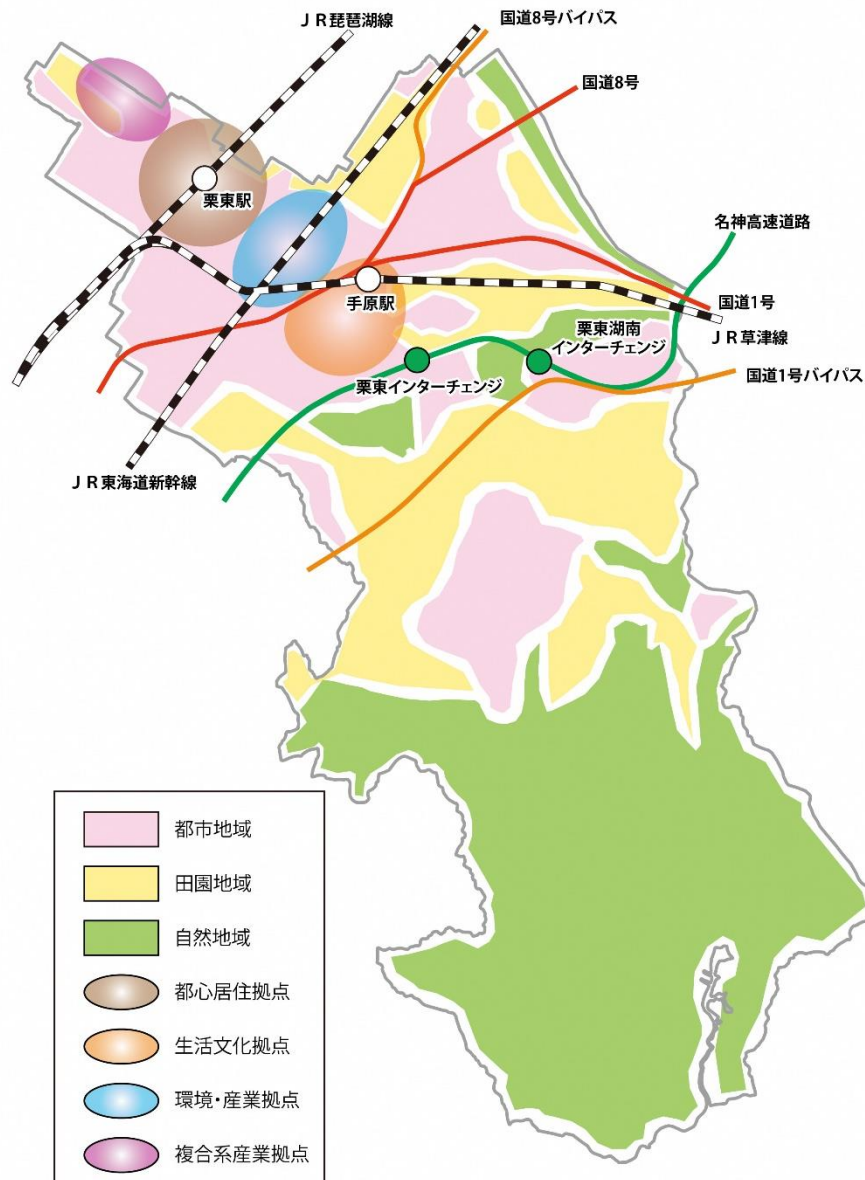 JR琵琶湖線
国道8号バイパス
国道8号
栗東駅
名神高速道路
手原駅
国道1号
栗東湖南
インターチェンジ
JR草津線
栗東インターチェンジ
国道1号バイパス
JR東海道新幹線
都市地域
田園地域
自然地域
都心居住拠点
生活文化拠点
環境・産業拠点
複合系産業拠点